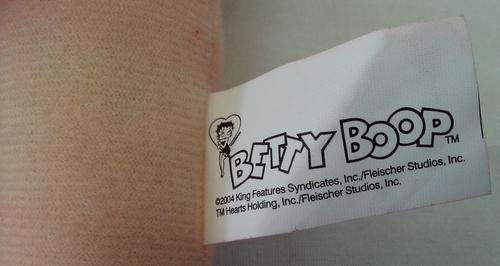 BETTY BOOP™
©2004 King Features Syndicates, Inc./Fleischer Studios, Inc.
TM Hearts Holding, Inc./Fleischer Studios, Inc.